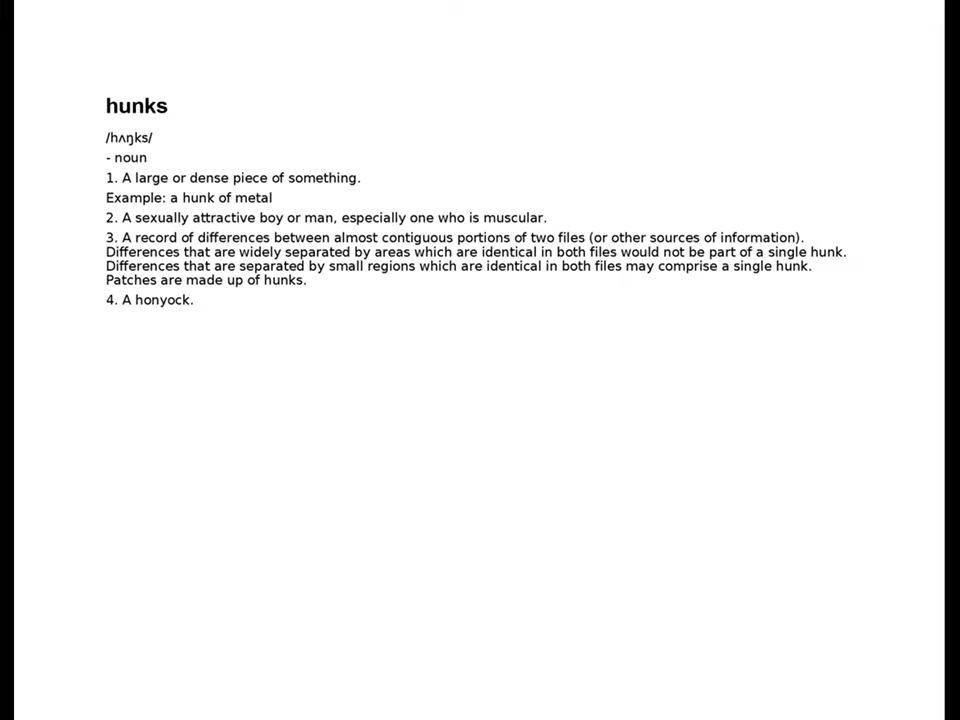 hunks
/hʌŋks/
- noun
1. A large or dense piece of something.
Example: a hunk of metal
2. A sexually attractive boy or man, especially one who is muscular.
3. A record of differences between almost contiguous portions of two files (or other sources of information).
Differences that are widely separated by areas which are identical in both files would not be part of a single hunk.
Differences that are separated by small regions which are identical in both files may comprise a single hunk.
Patches are made up of hunks.
4. A honyock.